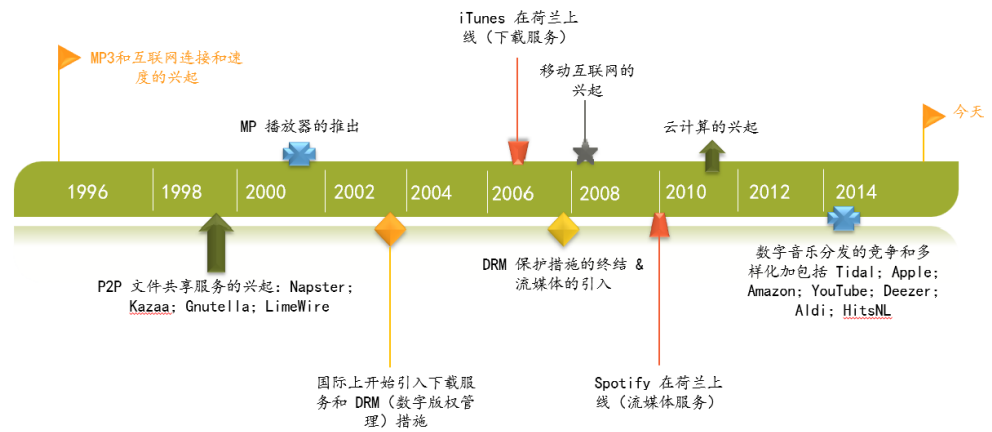 iTunes 在荷兰上
线（下载服务）
MP3和互联网连接和速
度的兴起
移动互联网的
兴起
今天
MP 播放器的推出
云计算的兴起
1996
1998
2000
2002
2004
2006
2008
2010
2012
2014
P2P 文件共享服务的兴起：Napster；
Kazaa；Gnutella；LimeWire
DRM 保护措施的终结 &
流媒体的引入
数字音乐分发的竞争和多
样化加包括 Tidal；Apple；
Amazon；YouTube；Deezer；
Aldi；HitsNL
国际上开始引入下载服
务和 DRM（数字版权管
理）措施
Spotify 在荷兰上
线（流媒体服务）